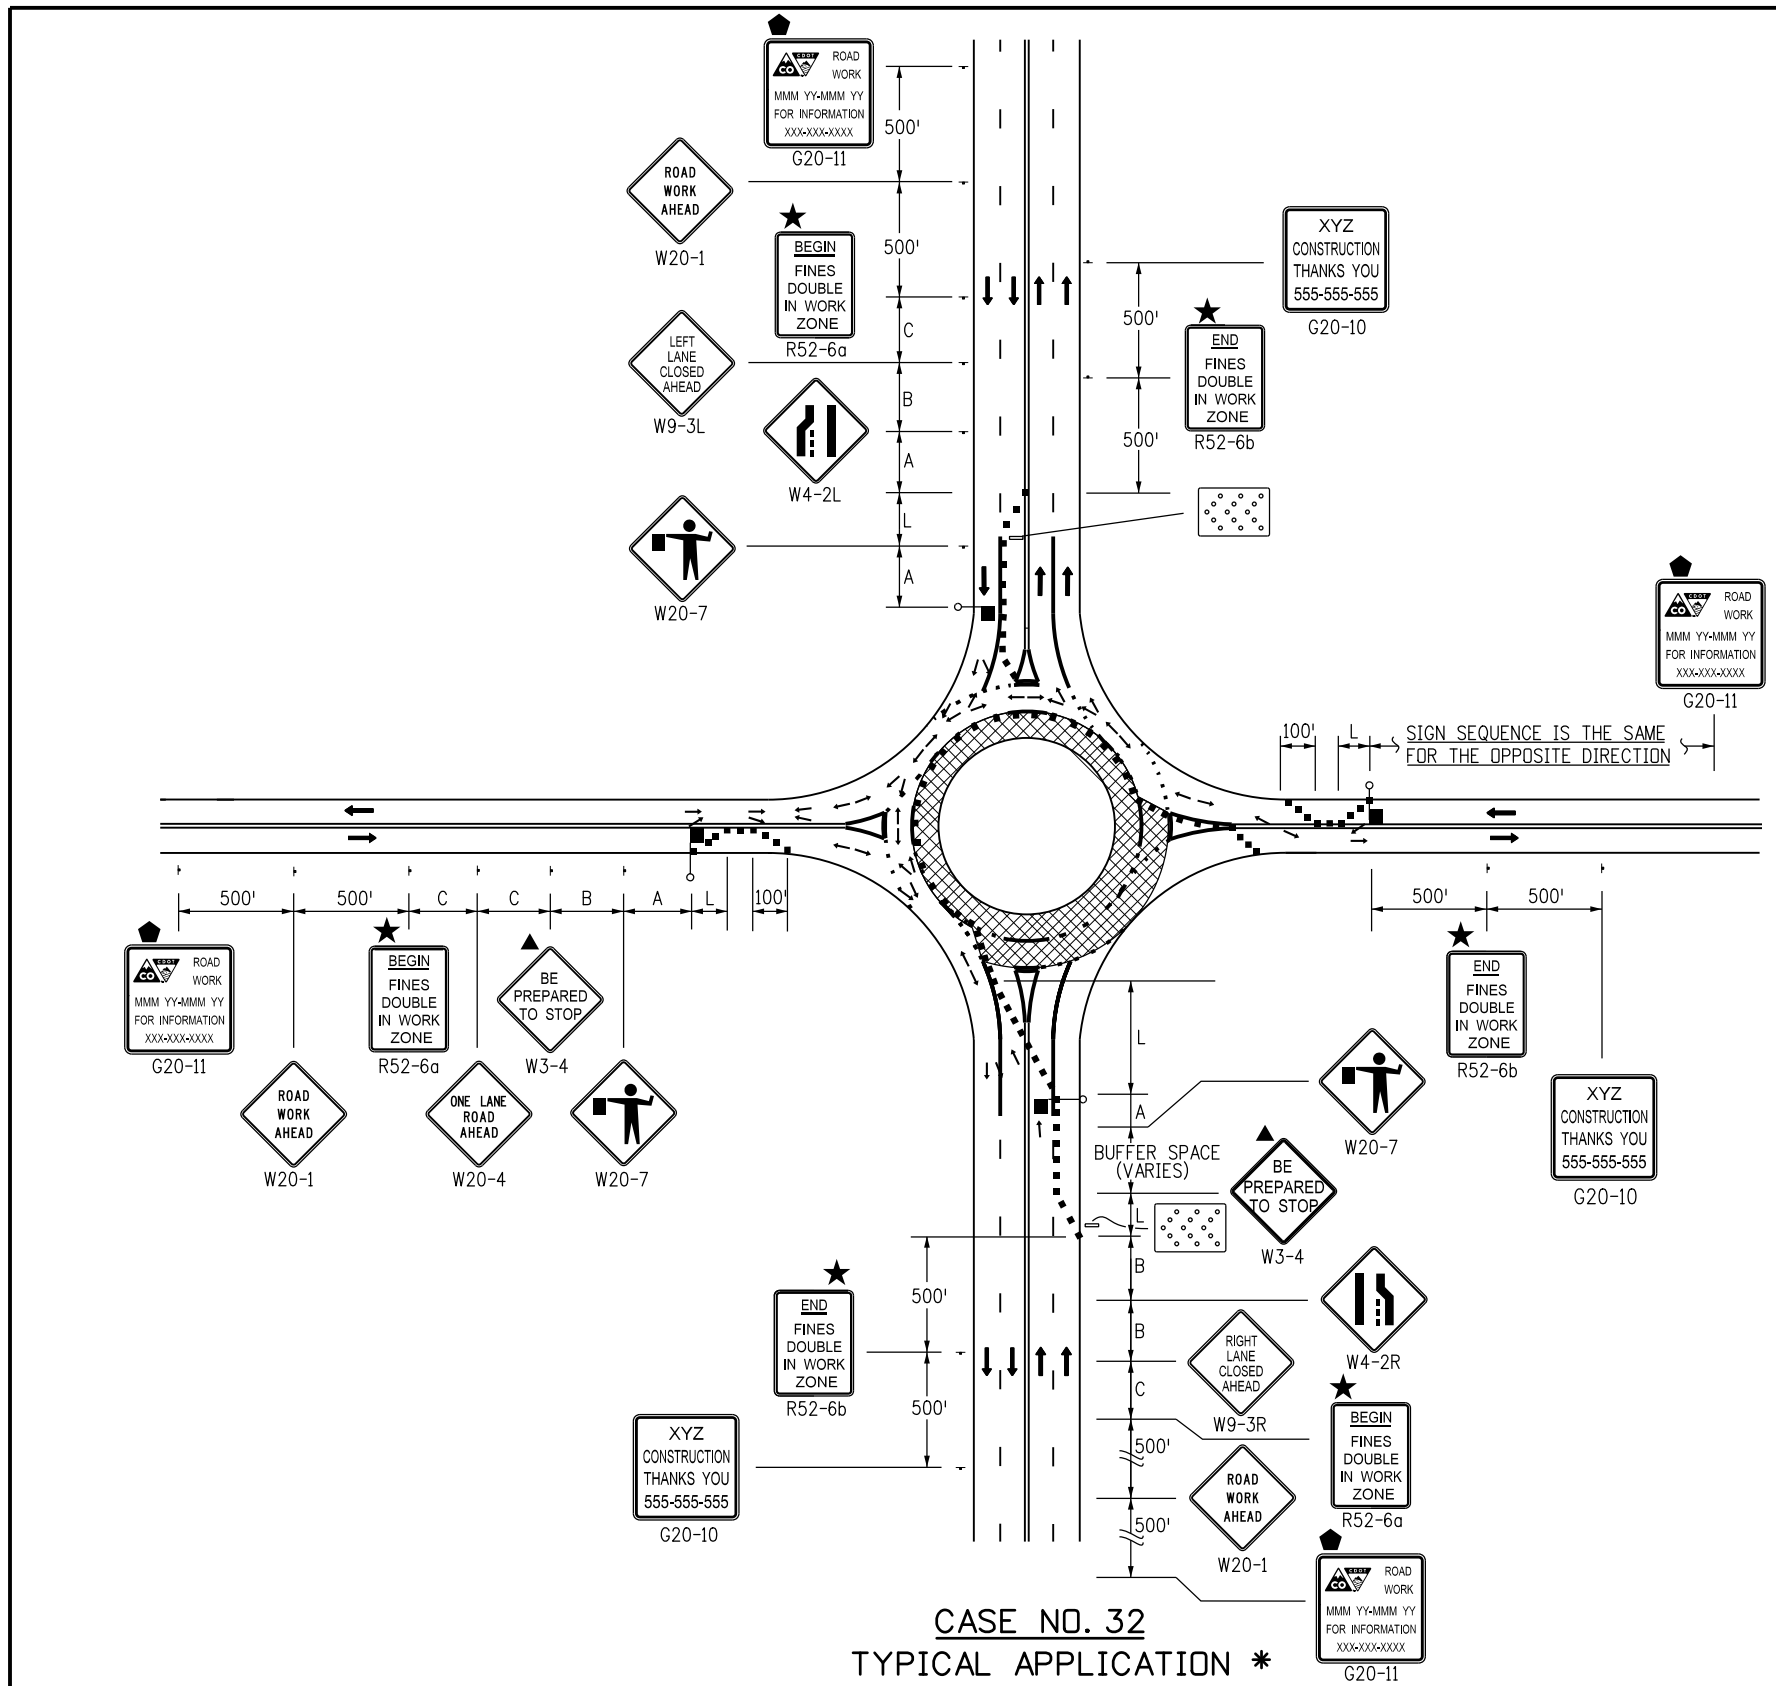 ROAD
WORK
MMM YY-MMM YY
FOR INFORMATION
XXX-XXX-XXXX
G20-11
CO
CDOT
500'
ROAD
WORK
AHEAD
W20-1
BEGIN
FINES
DOUBLE
IN WORK
ZONE
R52-6a
500'
C
LEFT
LANE
CLOSED
AHEAD
W9-3L
B
W4-2L
A
L
W20-7
A
XYZ
CONSTRUCTION
THANKS YOU
555-555-555
G20-10
500'
END
FINES
DOUBLE
IN WORK
ZONE
R52-6b
500'
CO
CDOT
ROAD
WORK
MMM YY-MMM YY
FOR INFORMATION
XXX-XXX-XXXX
G20-11
100'
L
SIGN SEQUENCE IS THE SAME
FOR THE OPPOSITE DIRECTION
500'
500'
C
C
B
A
L
100'
500'
500'
CO
CDOT
ROAD
WORK
MMM YY-MMM YY
FOR INFORMATION
XXX-XXX-XXXX
G20-11
ROAD
WORK
AHEAD
W20-1
BEGIN
FINES
DOUBLE
IN WORK
ZONE
R52-6a
ONE LANE
ROAD
AHEAD
W20-4
BE
PREPARED
TO STOP
W3-4
W20-7
END
FINES
DOUBLE
IN WORK
ZONE
R52-6b
XYZ
CONSTRUCTION
THANKS YOU
555-555-555
G20-10
L
A
W20-7
BUFFER SPACE
(VARIES)
BE
PREPARED
TO STOP
W3-4
L
B
W4-2R
B
RIGHT
LANE
CLOSED
AHEAD
W9-3R
C
BEGIN
FINES
DOUBLE
IN WORK
ZONE
R52-6a
500'
ROAD
WORK
AHEAD
W20-1
500'
CO
CDOT
ROAD
WORK
MMM YY-MMM YY
FOR INFORMATION
XXX-XXX-XXXX
G20-11
500'
END
FINES
DOUBLE
IN WORK
ZONE
R52-6b
500'
XYZ
CONSTRUCTION
THANKS YOU
555-555-555
G20-10
CASE NO. 32
TYPICAL APPLICATION *